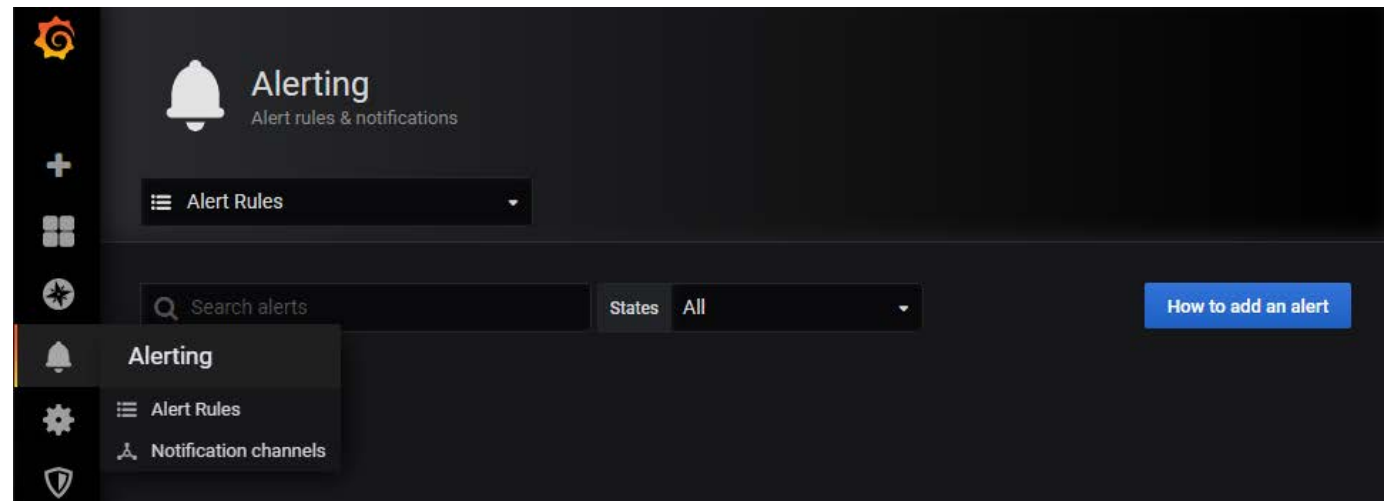 Alerting
Alert rules & notifications
Alert Rules
Search alerts
States All
How to add an alert
Alerting
Alert Rules
Notification channels